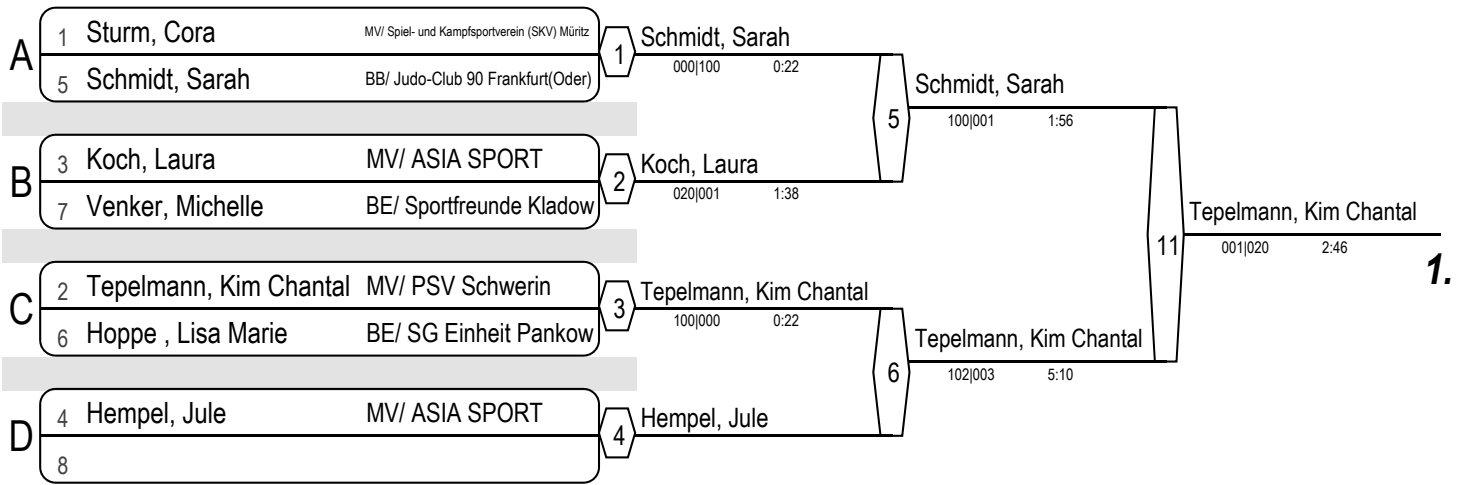 A
1 Sturm, Cora MV/ Spiel- und Kampfsportverein (SKV) Müritz
5 Schmidt, Sarah BB/ Judo-Club 90 Frankfurt(Oder)
1
Schmidt, Sarah
000|100 0:22
B
3 Koch, Laura MV/ ASIA SPORT
7 Venker, Michelle BE/ Sportfreunde Kladow
2
Koch, Laura
020|001 1:38
5
Schmidt, Sarah
100|001 1:56
C
2 Tepelmann, Kim Chantal MV/ PSV Schwerin
6 Hoppe , Lisa Marie BE/ SG Einheit Pankow
3
Tepelmann, Kim Chantal
100|000 0:22
D
4 Hempel, Jule MV/ ASIA SPORT
8
4
Hempel, Jule
6
Tepelmann, Kim Chantal
102|003 5:10
11
Tepelmann, Kim Chantal
001|020 2:46
1.